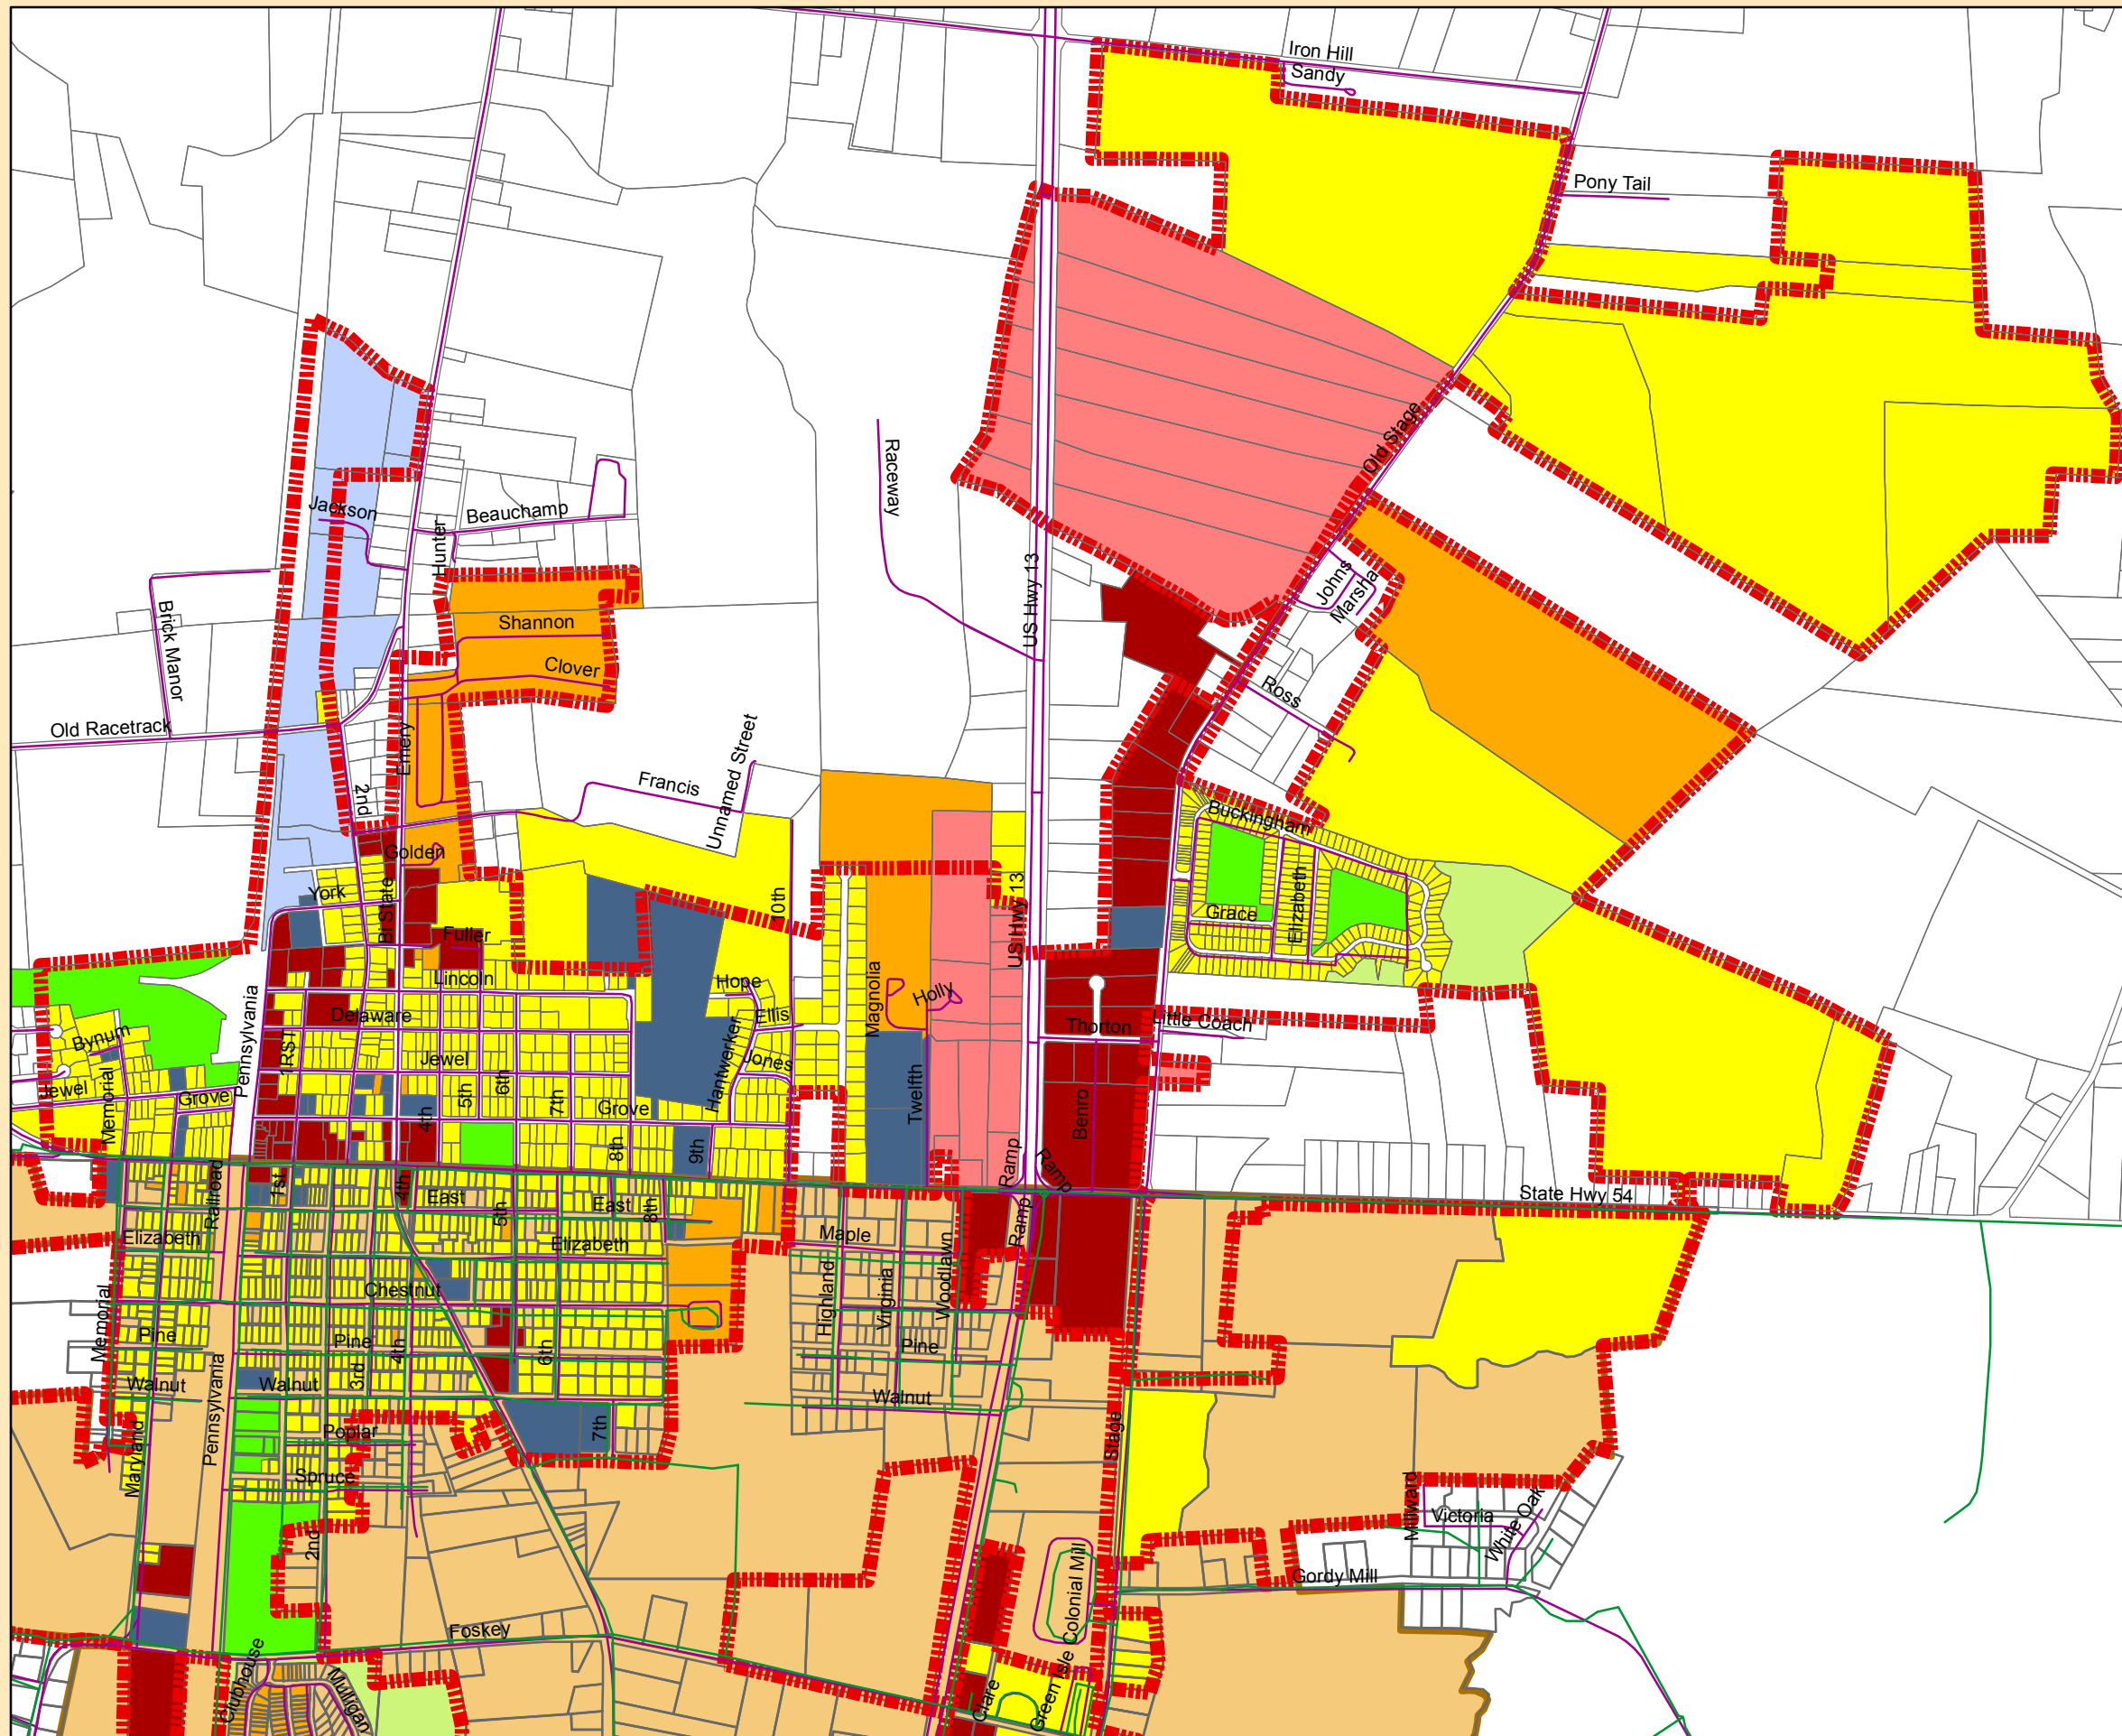 Iron Hill
Sandy
Pony Tail
Old Stage
Raceway
Jackson
Beauchamp
Hunter
US Hwy 13
Johns
Marsha
Brick Manor
Shannon
Clover
Ross
Old Racetrack
Emery
Unnamed Street
Francis
2nd
Buckingham
Golden
York
Bi State
10th
US Hwy 13
Grace
Elizabeth
Fuller
Lincoln
Hope
Magnolia
Holly
Delaware
Ellis
Thorton
Little Coach
Pennsylvania
1RST
Bynum
Jewel
Jones
Hantwerker
Jewel
Memorial
Grove
4th
5th
6th
7th
Grove
Twelfth
Benro
8th
9th
Ramp
Ramp
Railroad
1st
4th
East
5th
East
8th
State Hwy 54
Elizabeth
Elizabeth
Maple
Ramp
Highland
Virginia
Woodlawn
Chestnut
Memorial
Pine
Pine
4th
6th
Pine
Walnut
Pennsylvania
Walnut
3rd
Walnut
Maryland
Poplar
7th
Stage
Spruce
Millward
Victoria
White Oak
2nd
Colonial Mill
Gordy Mill
Foskey
Clubhouse
Mulligan
Clare
Green Isle